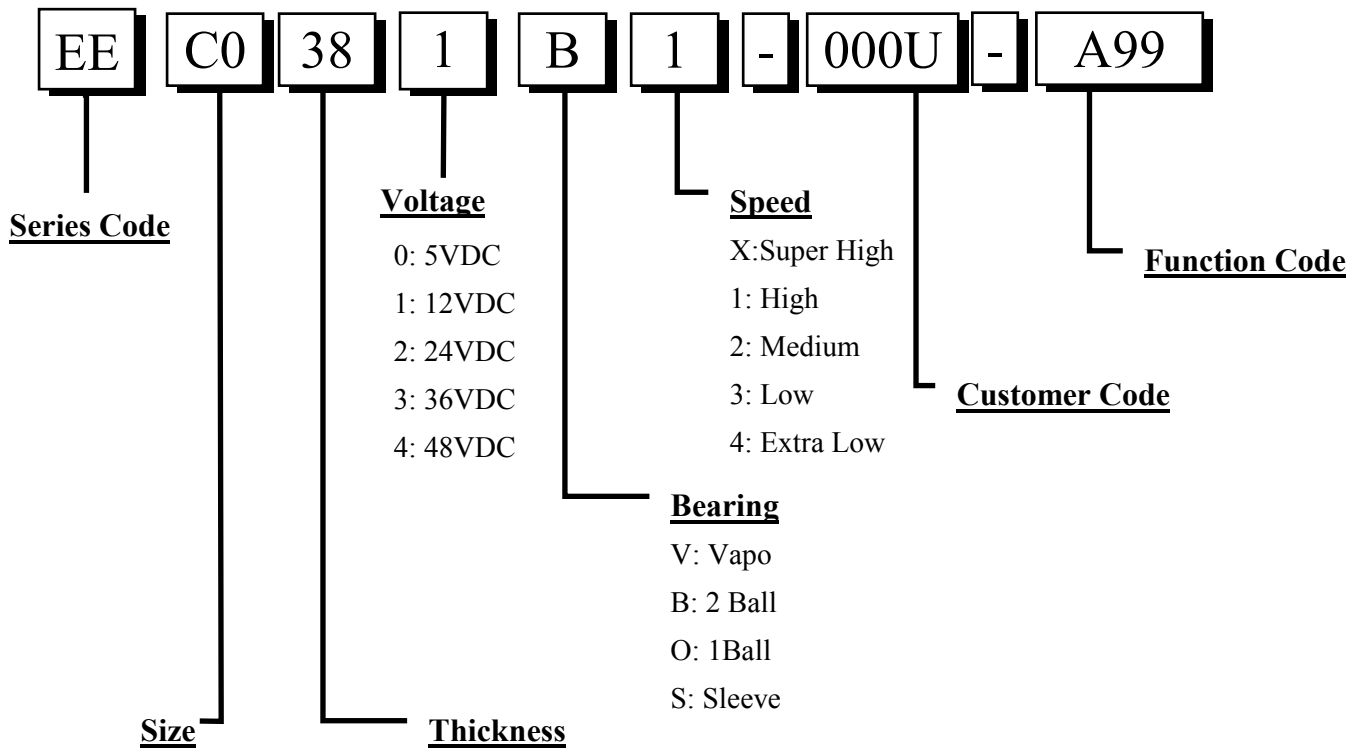 EE C0 38 1 B 1 - 000U - A99
Series Code
Voltage
0: 5VDC
1: 12VDC
2: 24VDC
3: 36VDC
4: 48VDC
Speed
X:Super High
1: High
2: Medium
3: Low
4: Extra Low
Function Code
Customer Code
Bearing
V: Vapo
B: 2 Ball
O: 1Ball
S: Sleeve
Size
Thickness